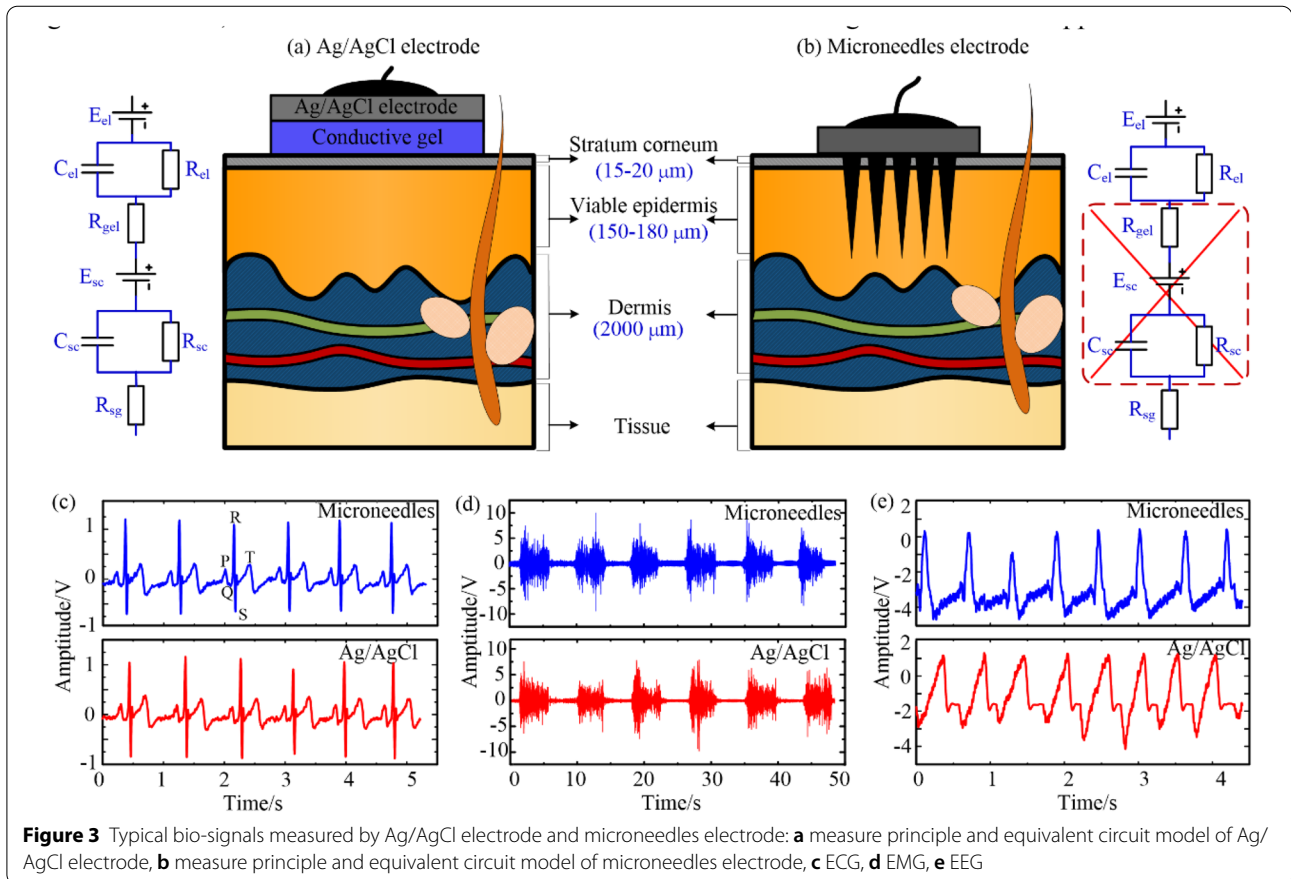 (a) Ag/AgCl electrode
(b) Microneedles electrode
Ag/AgCl electrode
Conductive gel
E_el
+
C_el
R_el
R_gel
E_sc
+
C_sc
R_sc
R_sg
Stratum corneum
(15-20 μm)
Viable epidermis
(150-180 μm)
Dermis
(2000 μm)
Tissue
E_el
+
C_el
R_el
R_gel
E_sc
+
C_sc
R_sc
R_sg
(c)
Microneedles
1
0
-1
P
Q
R
S
T
Ag/AgCl
1
0
-1
Amplitude/V
0 1 2 3 4 5
Time/s
(d)
Microneedles
10
5
0
-5
-10
Ag/AgCl
10
5
0
-5
-10
Amplitude/V
0 10 20 30 40 50
Time/s
(e)
Microneedles
2
0
-2
-4
Ag/AgCl
2
0
-2
-4
Amplitude/V
0 1 2 3 4
Time/s
Figure 3 Typical bio-signals measured by Ag/AgCl electrode and microneedles electrode: a measure principle and equivalent circuit model of Ag/
AgCl electrode, b measure principle and equivalent circuit model of microneedles electrode, c ECG, d EMG, e EEG